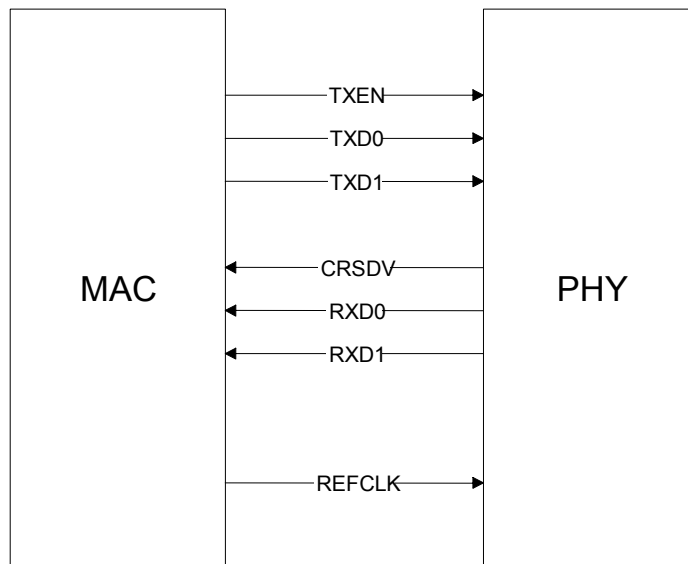 TXEN
TXD0
TXD1
CRSDV
MAC
PHY
RXD0
RXD1
REFCLK